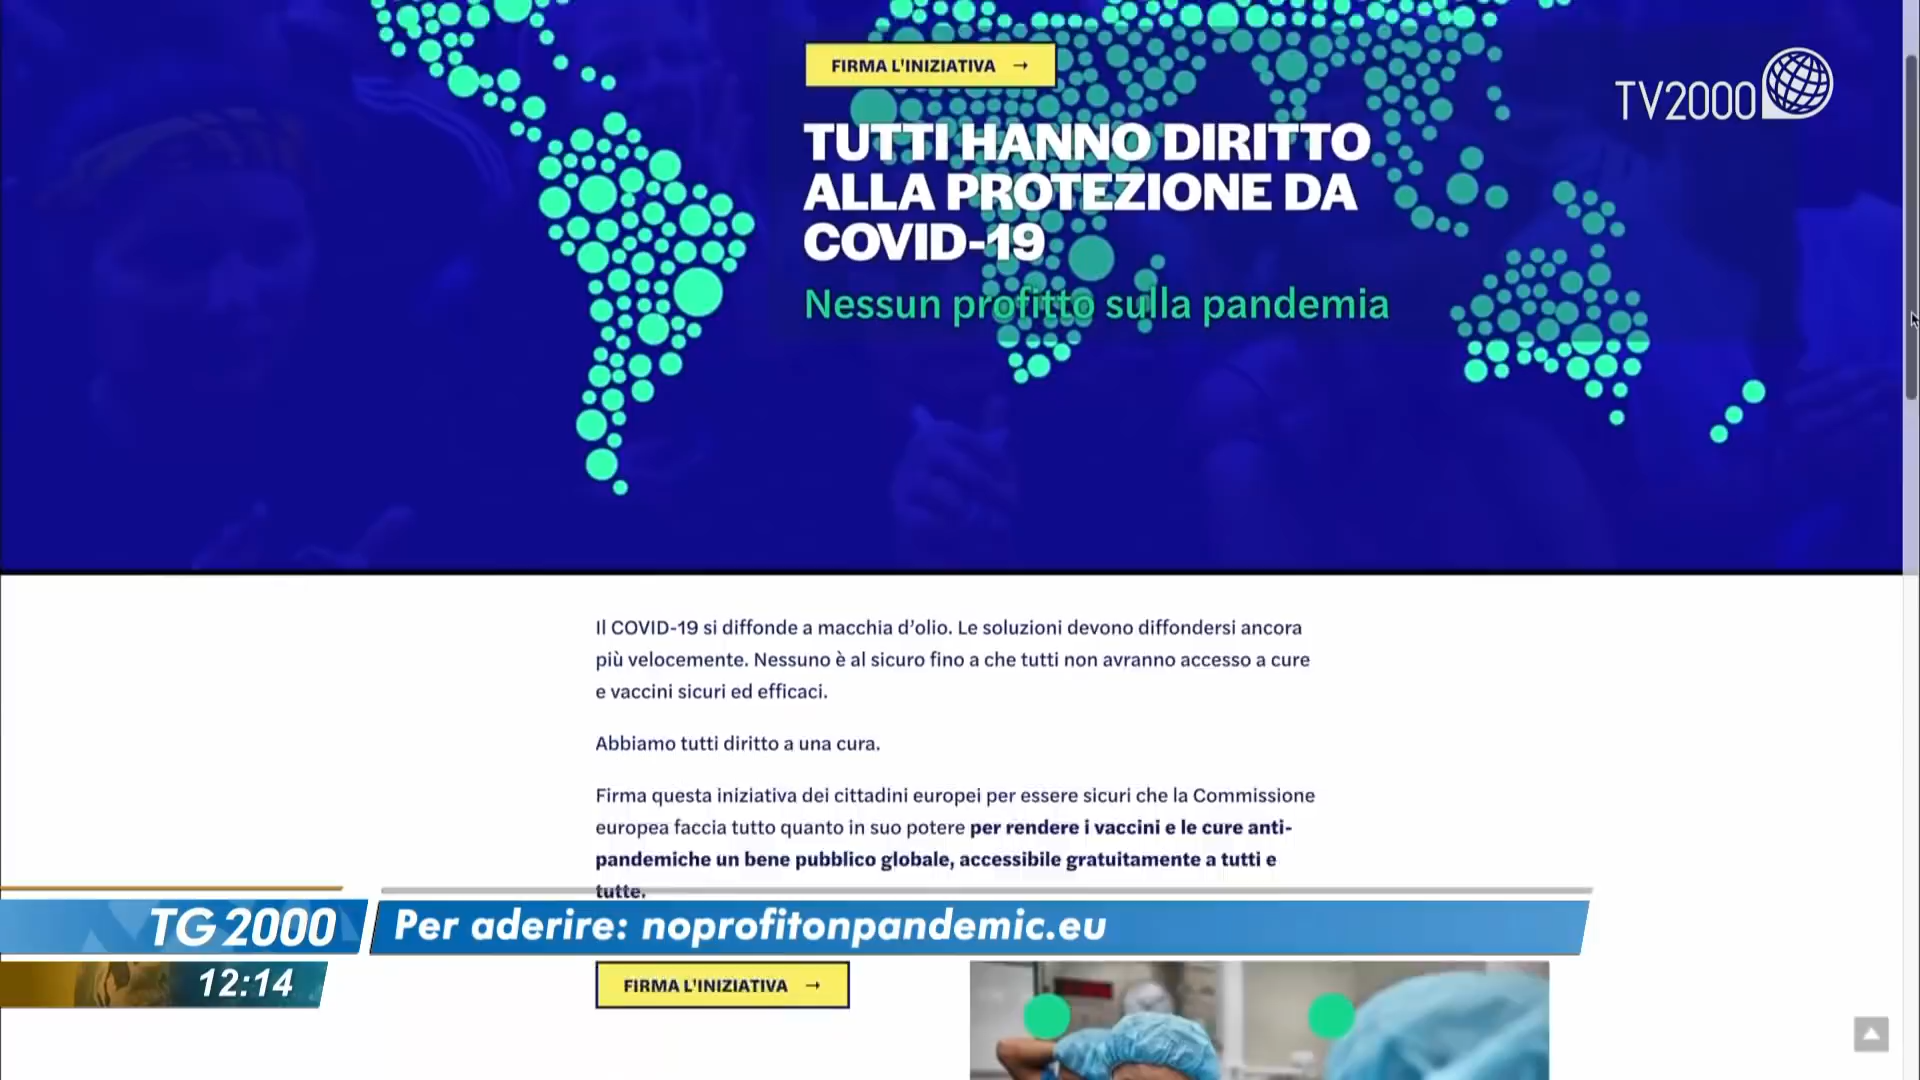 FIRMA L'INIZIATIVA →
TV2000
TUTTI HANNO DIRITTO
ALLA PROTEZIONE DA
COVID-19
Nessun profitto sulla pandemia
Il COVID-19 si diffonde a macchia d’olio. Le soluzioni devono diffondersi ancora
più velocemente. Nessuno è al sicuro fino a che tutti non avranno accesso a cure
e vaccini sicuri ed efficaci.
Abbiamo tutti diritto a una cura.
Firma questa iniziativa dei cittadini europei per essere sicuri che la Commissione
europea faccia tutto quanto in suo potere per rendere i vaccini e le cure anti-
pandemiche un bene pubblico globale, accessibile gratuitamente a tutti e
tutte.
TG2000
Per aderire: noprofitonpandemic.eu
12:14
FIRMA L'INIZIATIVA →